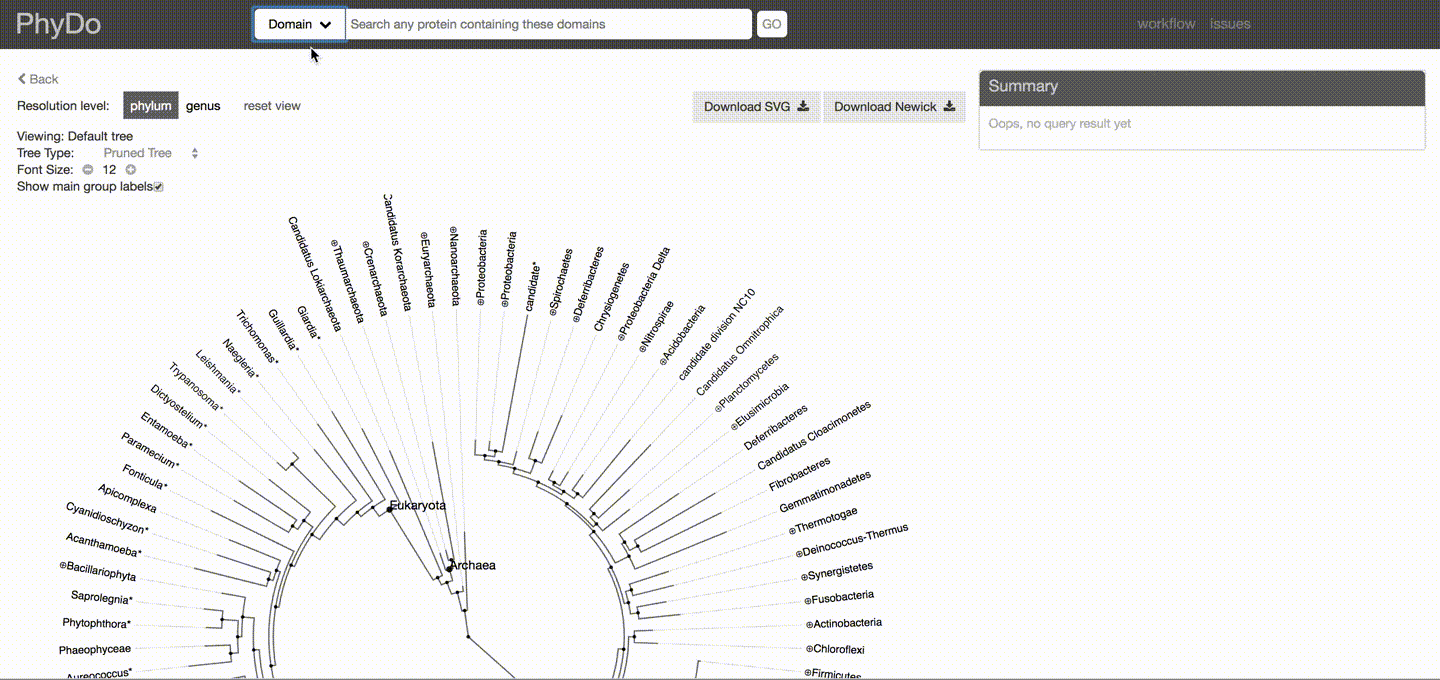 PhyDo
Domain
Search any protein containing these domains
GO
workflow
issues
Back
Resolution level:
phylum
genus
reset view
Download SVG
Download Newick
Summary
Oops, no query result yet
Viewing: Default tree
Tree Type: Pruned Tree
Font Size: 12
Show main group labels
Aureococcus*
Phaeophyceae
Phytophthora*
Saprolegnia*
Bacillariophyta
Acanthamoeba*
Cyanidioschyzon*
Apicomplexa
Fonticula*
Paramecium*
Entamoeba*
Dictyostelium*
Trypanosoma*
Leishmania*
Naegleria*
Trichomonas*
Guillardia*
Giardia*
Candidatus Lokiarchaeota
Thaumarchaeota
Crenarchaeota
Candidatus Korarchaeota
Euryarchaeota
Nanoarchaeota
Proteobacteria
Proteobacteria
candidate*
Spirochaetes
Deferribacteres
Chrysiogenetes
Proteobacteria Delta
Nitrospirae
Acidobacteria
candidate division NC10
Candidatus Omnitrophica
Planctomycetes
Elusimicrobia
Deferribacteres
Candidatus Cloacimonetes
Fibrobacteres
Gemmatimonadetes
Thermotogae
Deinococcus-Thermus
Synergistetes
Fusobacteria
Actinobacteria
Chloroflexi
Firmicutes
Eukaryota
Archaea